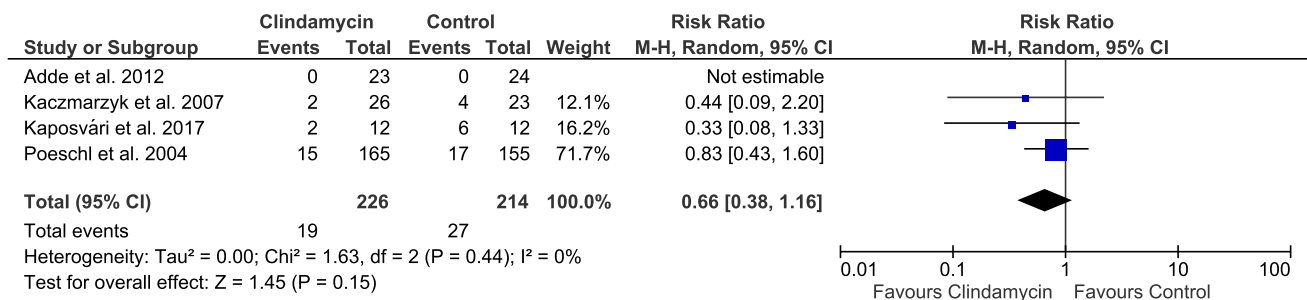 Clindamycin Control Risk Ratio Risk Ratio
Study or Subgroup Events Total Events Total Weight M-H, Random, 95% CI M-H, Random, 95% CI
Adde et al. 2012 0 23 0 24 Not estimable
Kaczmarzyk et al. 2007 2 26 4 23 12.1% 0.44 [0.09, 2.20]
Kaposvári et al. 2017 2 12 6 12 16.2% 0.33 [0.08, 1.33]
Poeschl et al. 2004 15 165 17 155 71.7% 0.83 [0.43, 1.60]
Total (95% CI) 226 214 100.0% 0.66 [0.38, 1.16]
Total events 19 27
Heterogeneity: Tau² = 0.00; Chi² = 1.63, df = 2 (P = 0.44); I² = 0%
Test for overall effect: Z = 1.45 (P = 0.15)
0.01 0.1 1 10 100
Favours Clindamycin Favours Control